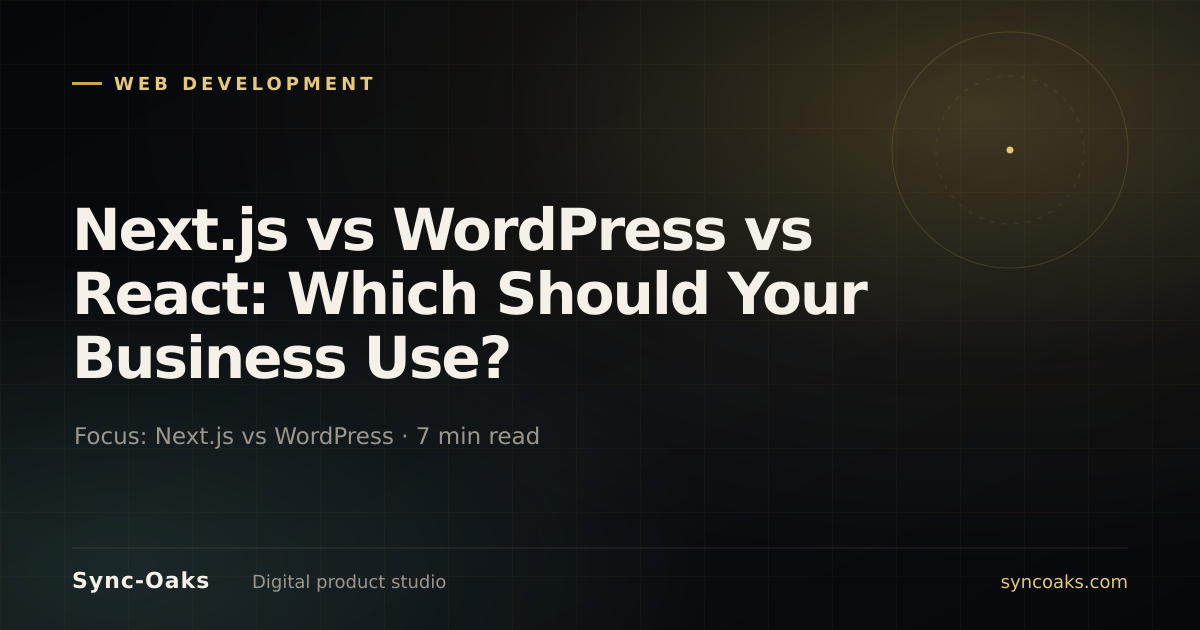 WEB DEVELOPMENT
Next.js vs WordPress vs
React: Which Should Your
Business Use?
Focus: Next.js vs WordPress · 7 min read
Sync-Oaks Digital product studio syncoaks.com